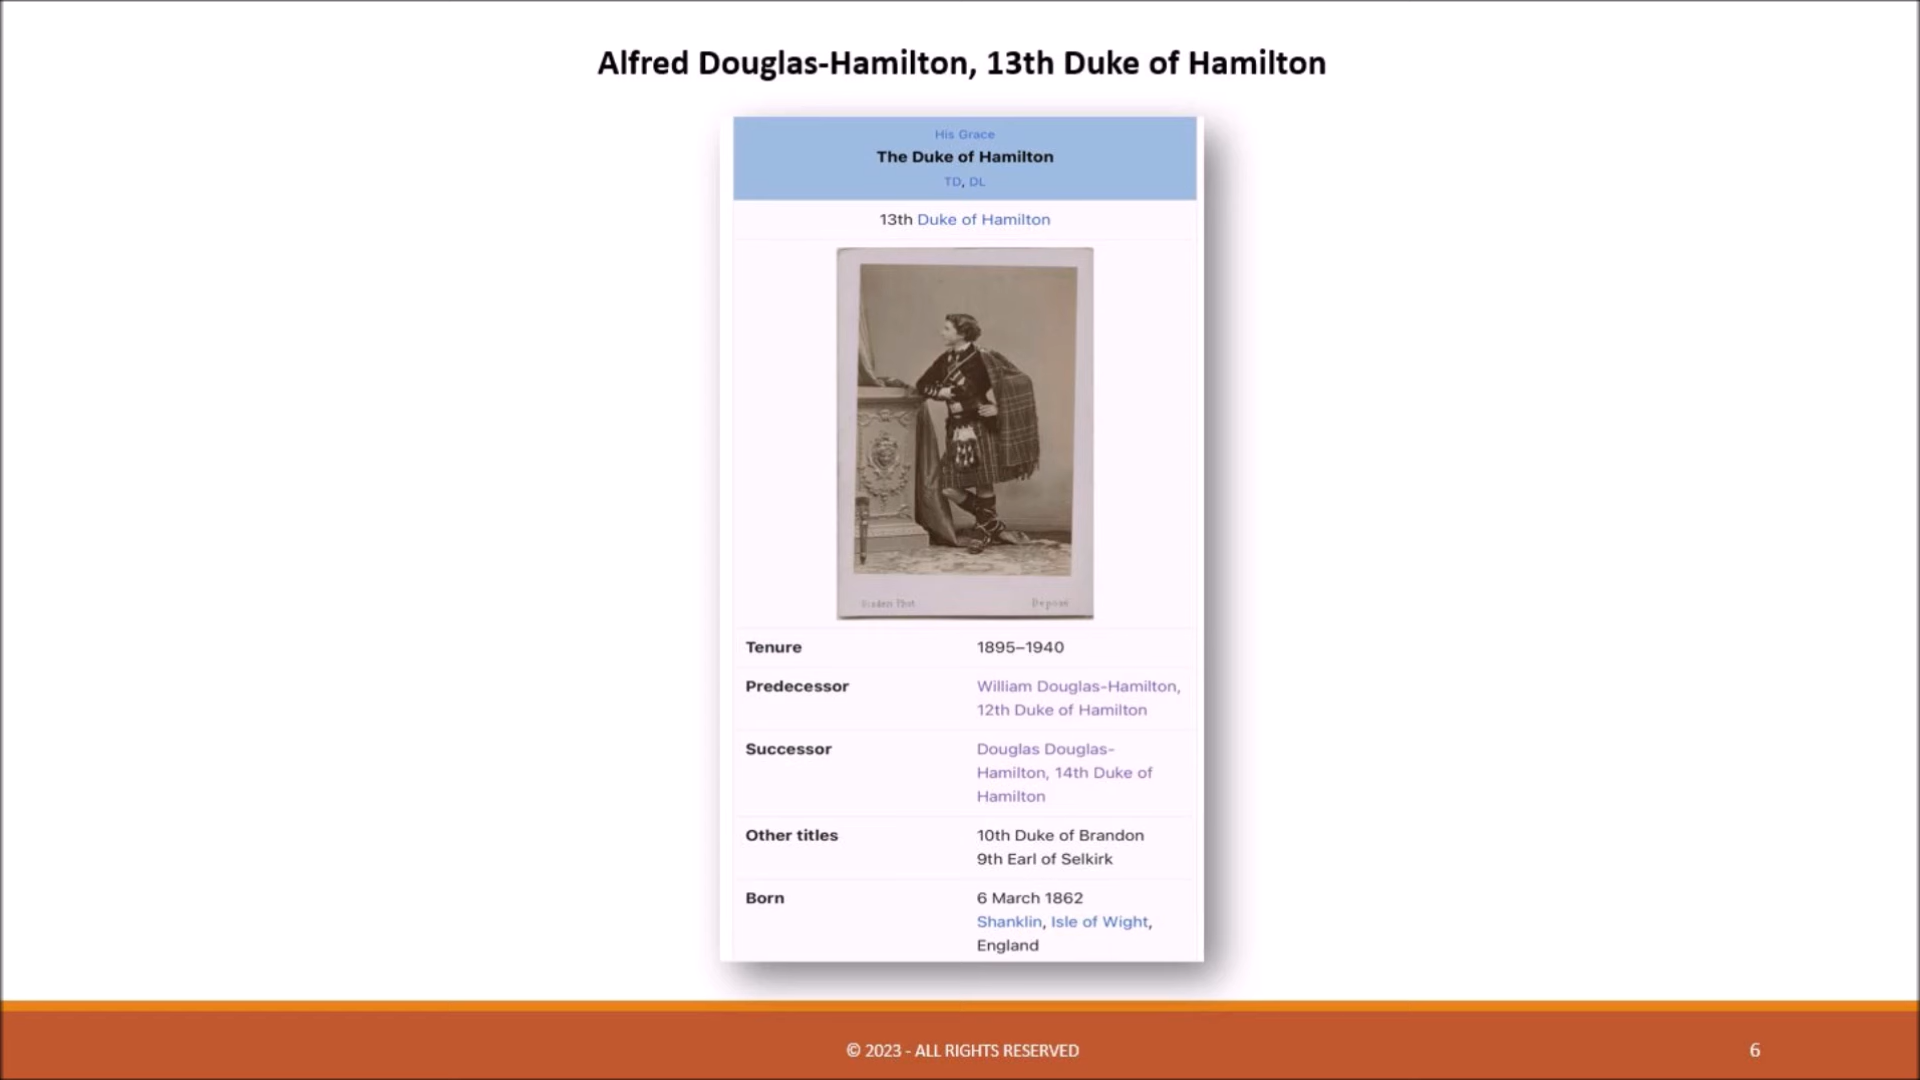 Alfred Douglas-Hamilton, 13th Duke of Hamilton
His Grace
The Duke of Hamilton
TD, DL
13th Duke of Hamilton
Phot. Deposé
Tenure 1895–1940
Predecessor William Douglas-Hamilton,
12th Duke of Hamilton
Successor Douglas Douglas-
Hamilton, 14th Duke of
Hamilton
Other titles 10th Duke of Brandon
9th Earl of Selkirk
Born 6 March 1862
Shanklin, Isle of Wight,
England
© 2023 - ALL RIGHTS RESERVED 6